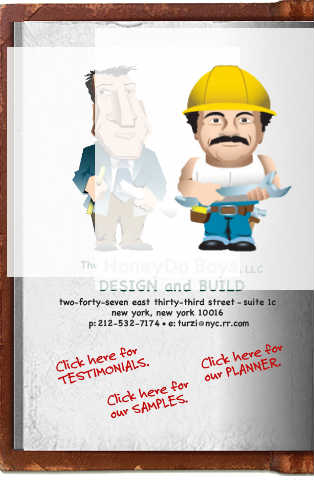 The HoneyDo Boys, LLC
DESIGN and BUILD
two-forty-seven east thirty-third street - suite 1c
new york, new york 10016
p: 212-532-7174 • e: turzi@nyc.rr.com
Click here for
TESTIMONIALS.
Click here for
our PLANNER.
Click here for
our SAMPLES.